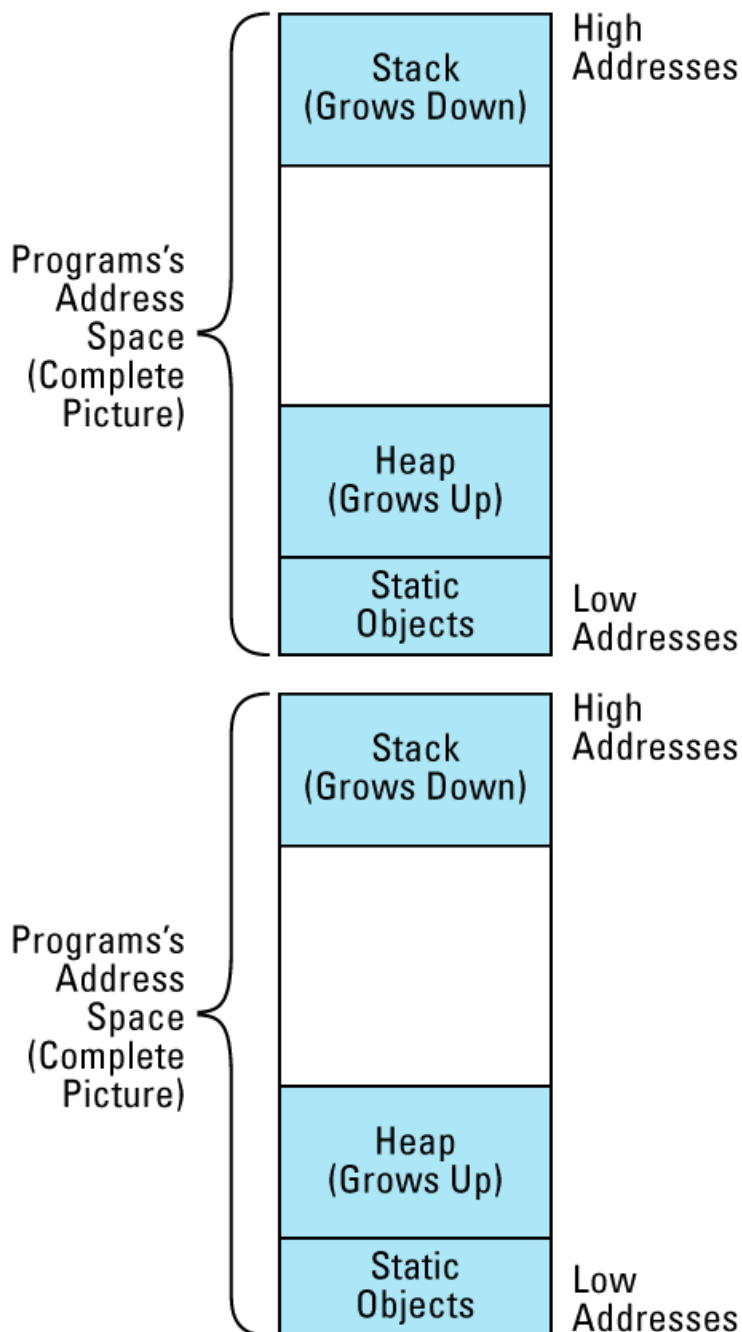 High
Addresses
Stack
(Grows Down)
Programs's
Address
Space
(Complete
Picture)
Heap
(Grows Up)
Static
Objects
Low
Addresses
High
Addresses
Stack
(Grows Down)
Programs's
Address
Space
(Complete
Picture)
Heap
(Grows Up)
Static
Objects
Low
Addresses